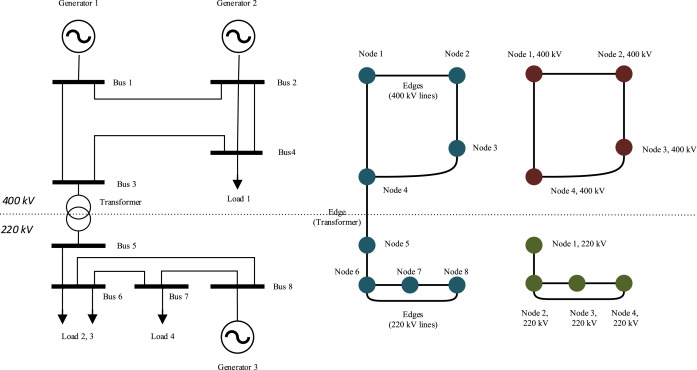 Generator 1
Generator 2
Bus 1
Bus 2
Bus4
Bus 3
Load 1
Transformer
400 kV
220 kV
Bus 5
Bus 6
Bus 7
Bus 8
Load 2, 3
Load 4
Generator 3
Node 1
Node 2
Edges
(400 kV lines)
Node 3
Node 4
Edge
(Transformer)
Node 5
Node 6
Node 7
Node 8
Edges
(220 kV lines)
Node 1, 400 kV
Node 2, 400 kV
Node 3, 400 kV
Node 4, 400 kV
Node 1, 220 kV
Node 2,
220 kV
Node 3,
220 kV
Node 4,
220 kV